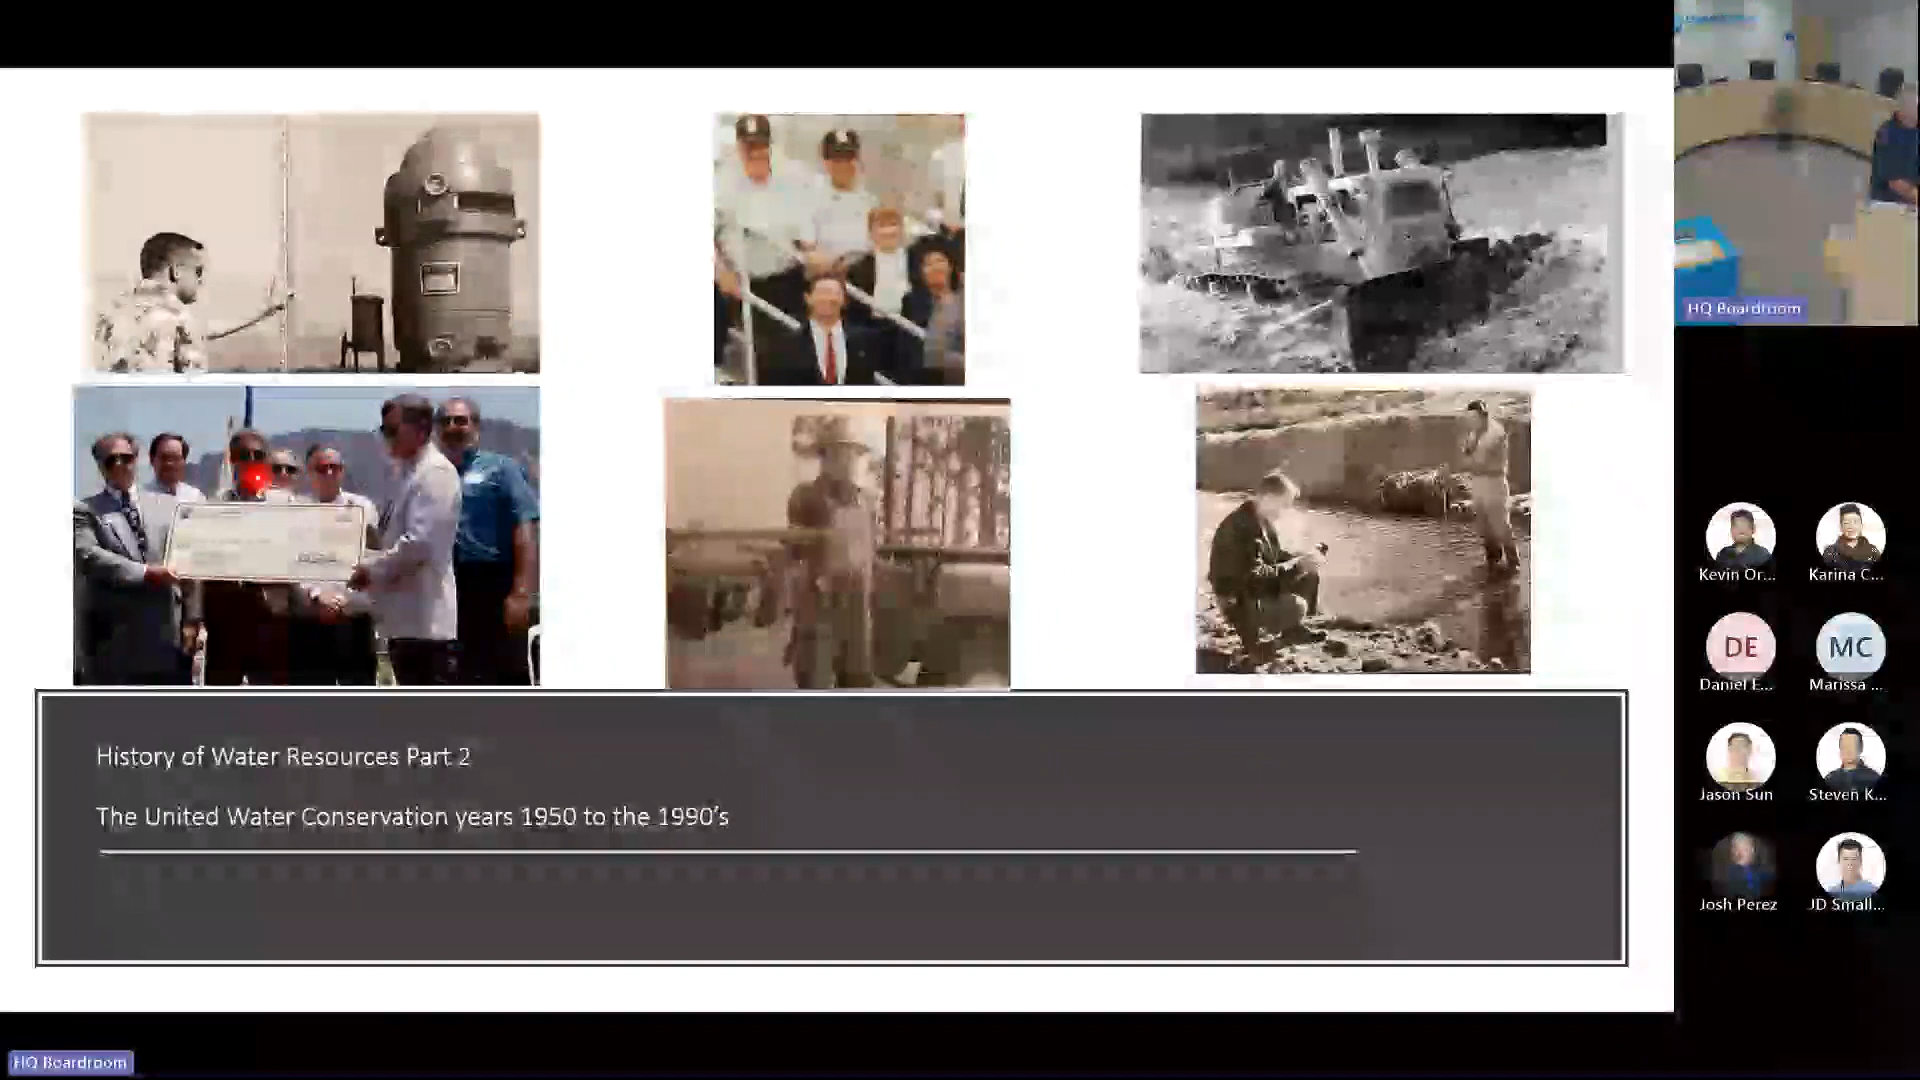 History of Water Resources Part 2
The United Water Conservation years 1950 to the 1990's
HQ Boardroom
Kevin Or...
Karina C...
DE
MC
Daniel E...
Marissa ...
Jason Sun
Steven K...
Josh Perez
JD Small...
HQ Boardroom